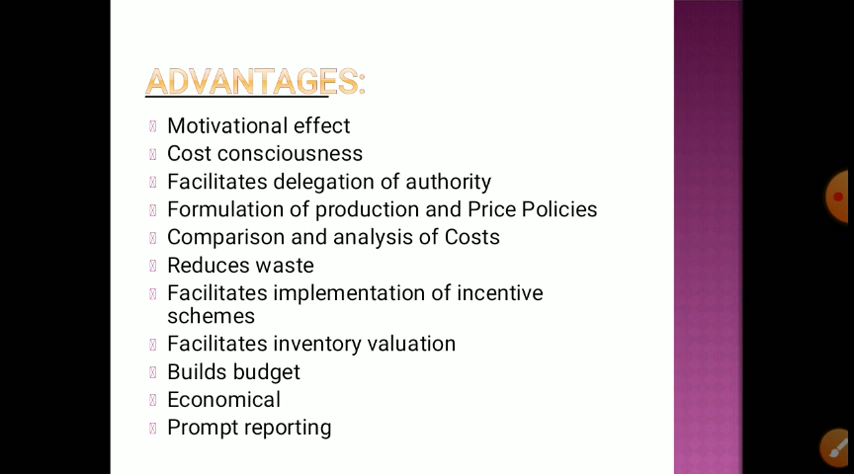 ADVANTAGES:
Motivational effect
Cost consciousness
Facilitates delegation of authority
Formulation of production and Price Policies
Comparison and analysis of Costs
Reduces waste
Facilitates implementation of incentive
schemes
Facilitates inventory valuation
Builds budget
Economical
Prompt reporting